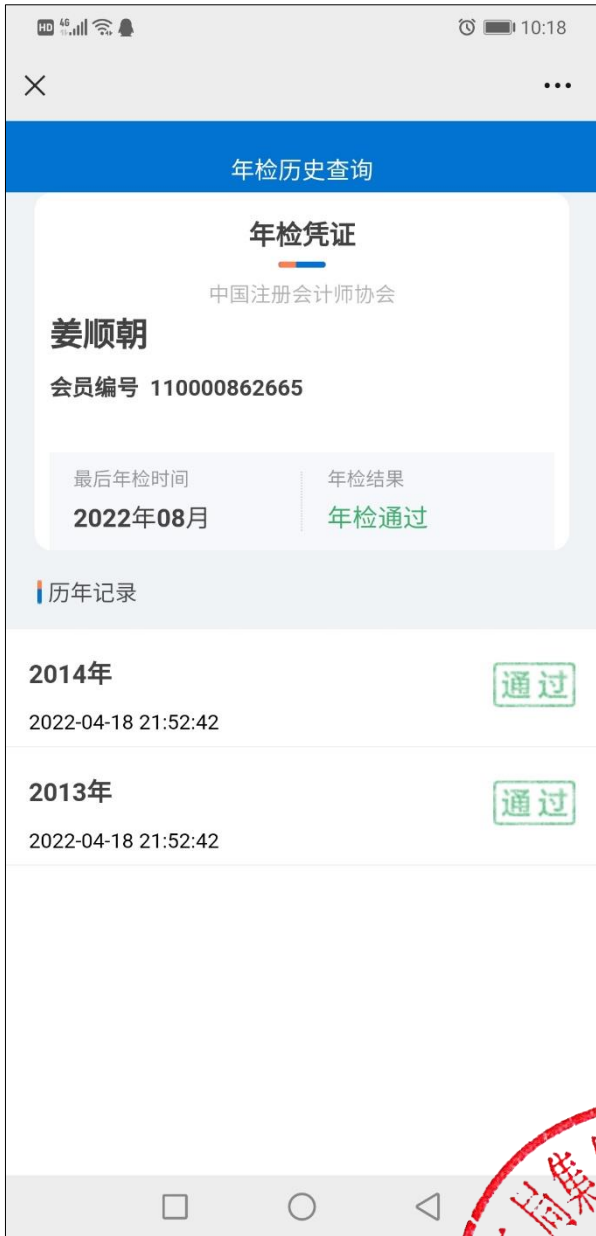 HD 4G 10:18
年检历史查询
年检凭证
中国注册会计师协会
姜顺朝
会员编号 110000862665
最后年检时间 年检结果
2022年08月 年检通过
历年记录
2014年 通过
2022-04-18 21:52:42
2013年 通过
2022-04-18 21:52:42